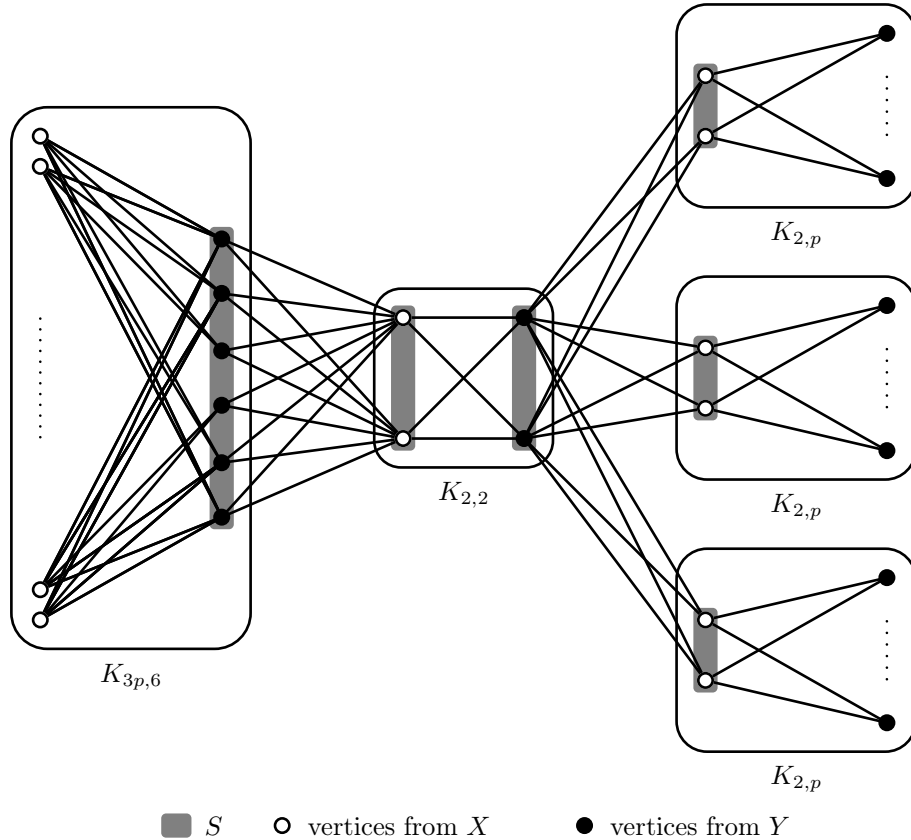 K_{2,p}
K_{2,2}
K_{2,p}
K_{3p,6}
K_{2,p}
S
vertices from X
vertices from Y